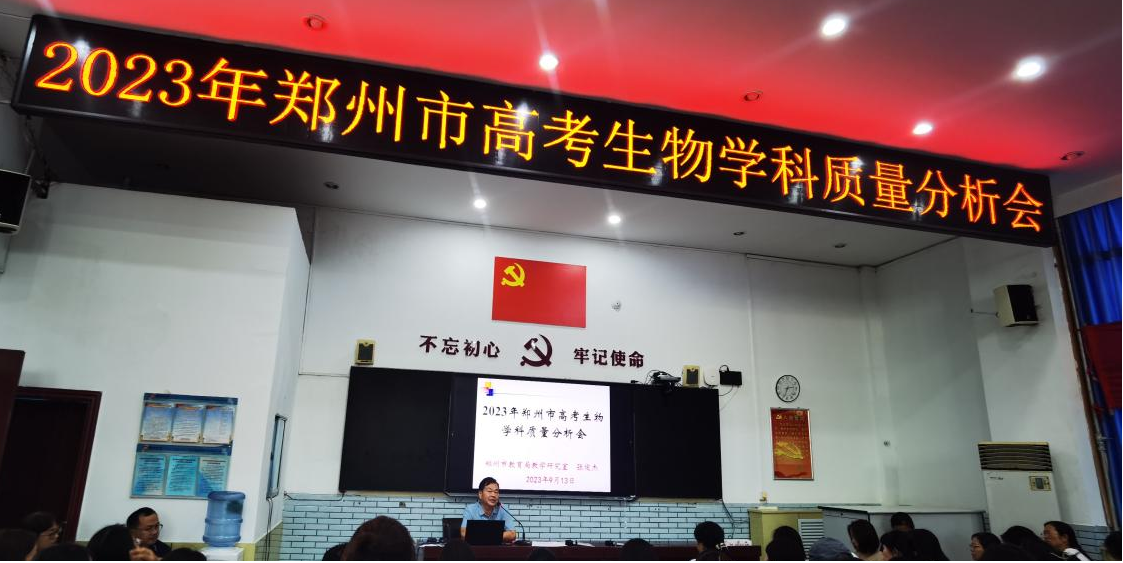 2023年郑州市高考生物学科质量分析会
不忘初心 牢记使命
2023年郑州市高考生物
学科质量分析会
郑州市教育局教学研究室 张俊杰
2023年9月13日